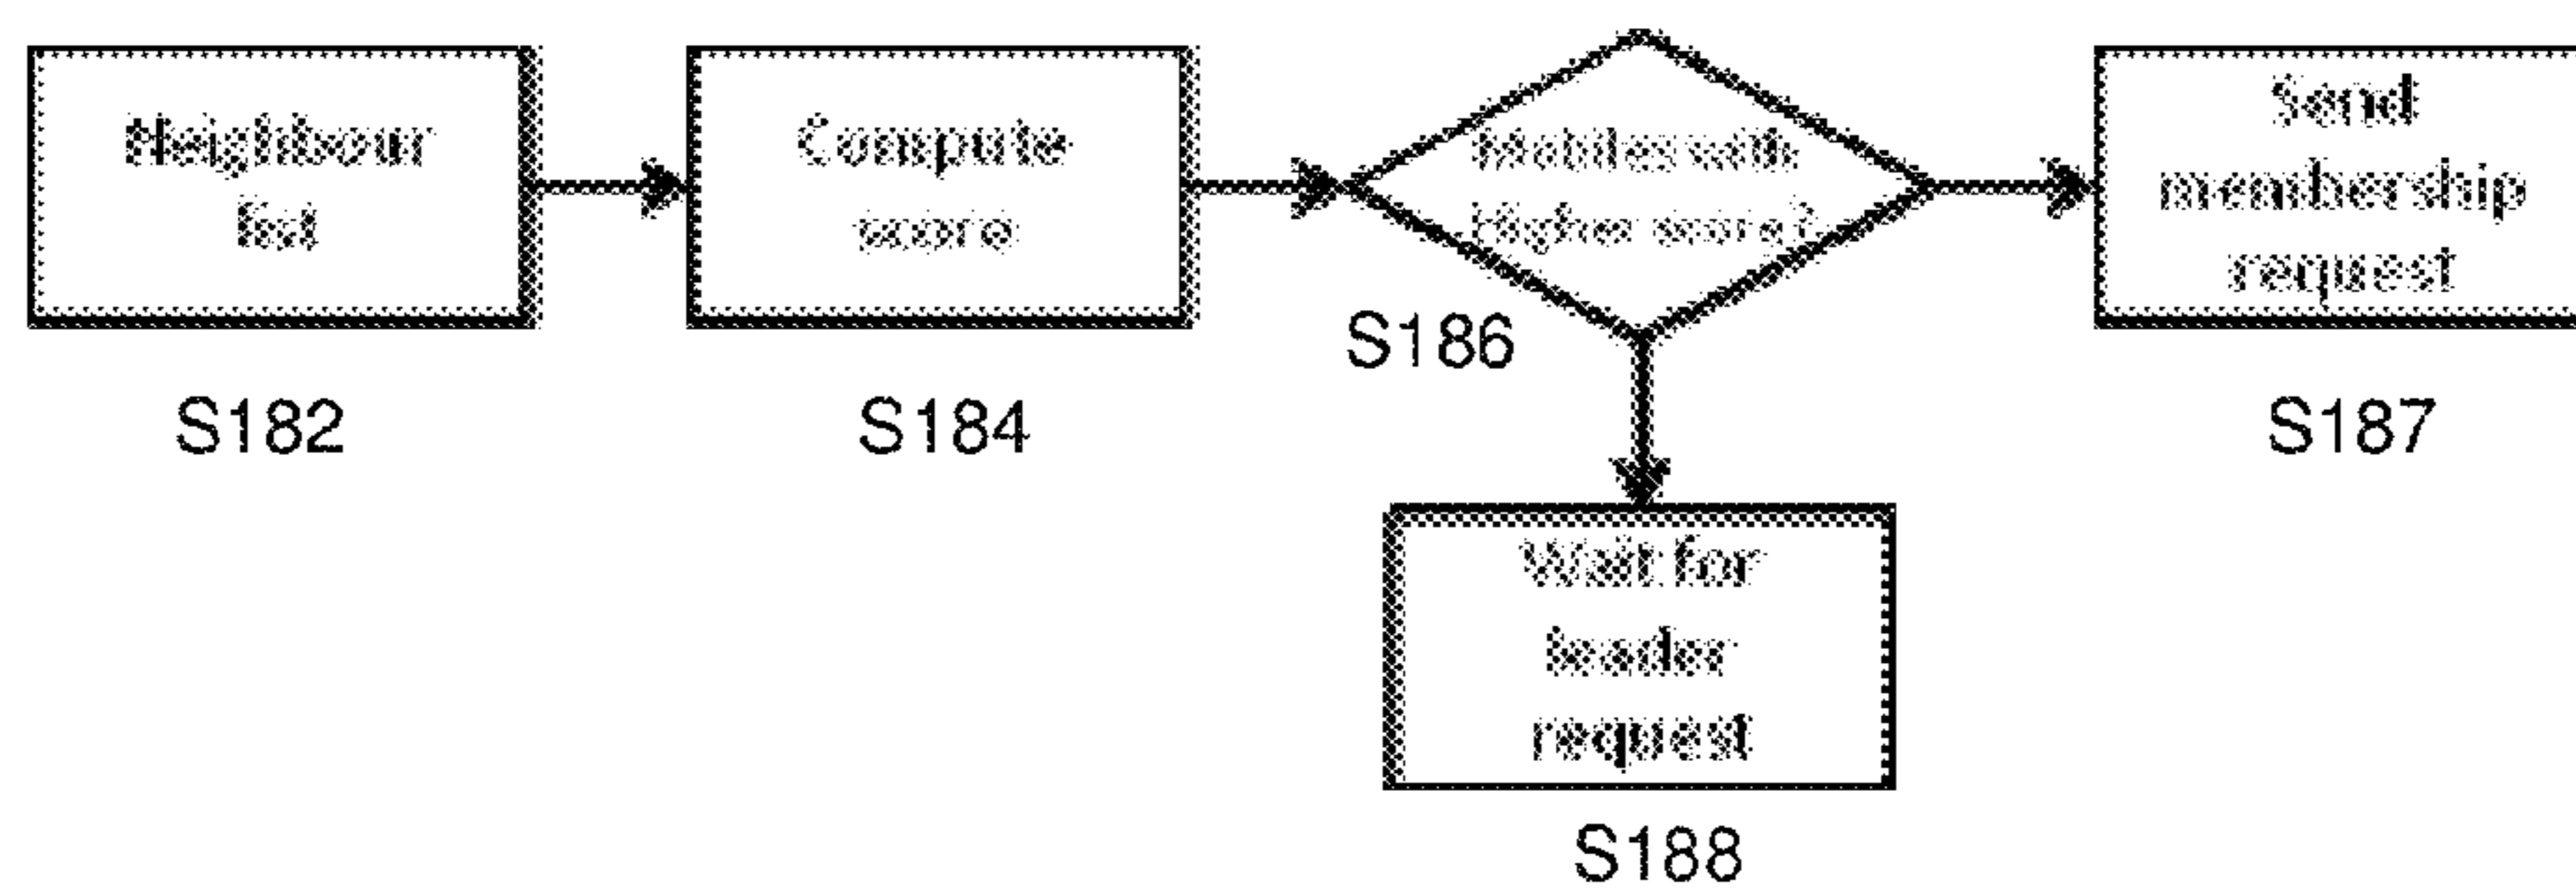 Neighbour
list
S182
Compute
score
S184
Mobiles with
Higher score?
S186
Send
membership
request
S187
Wait for
leader
request
S188